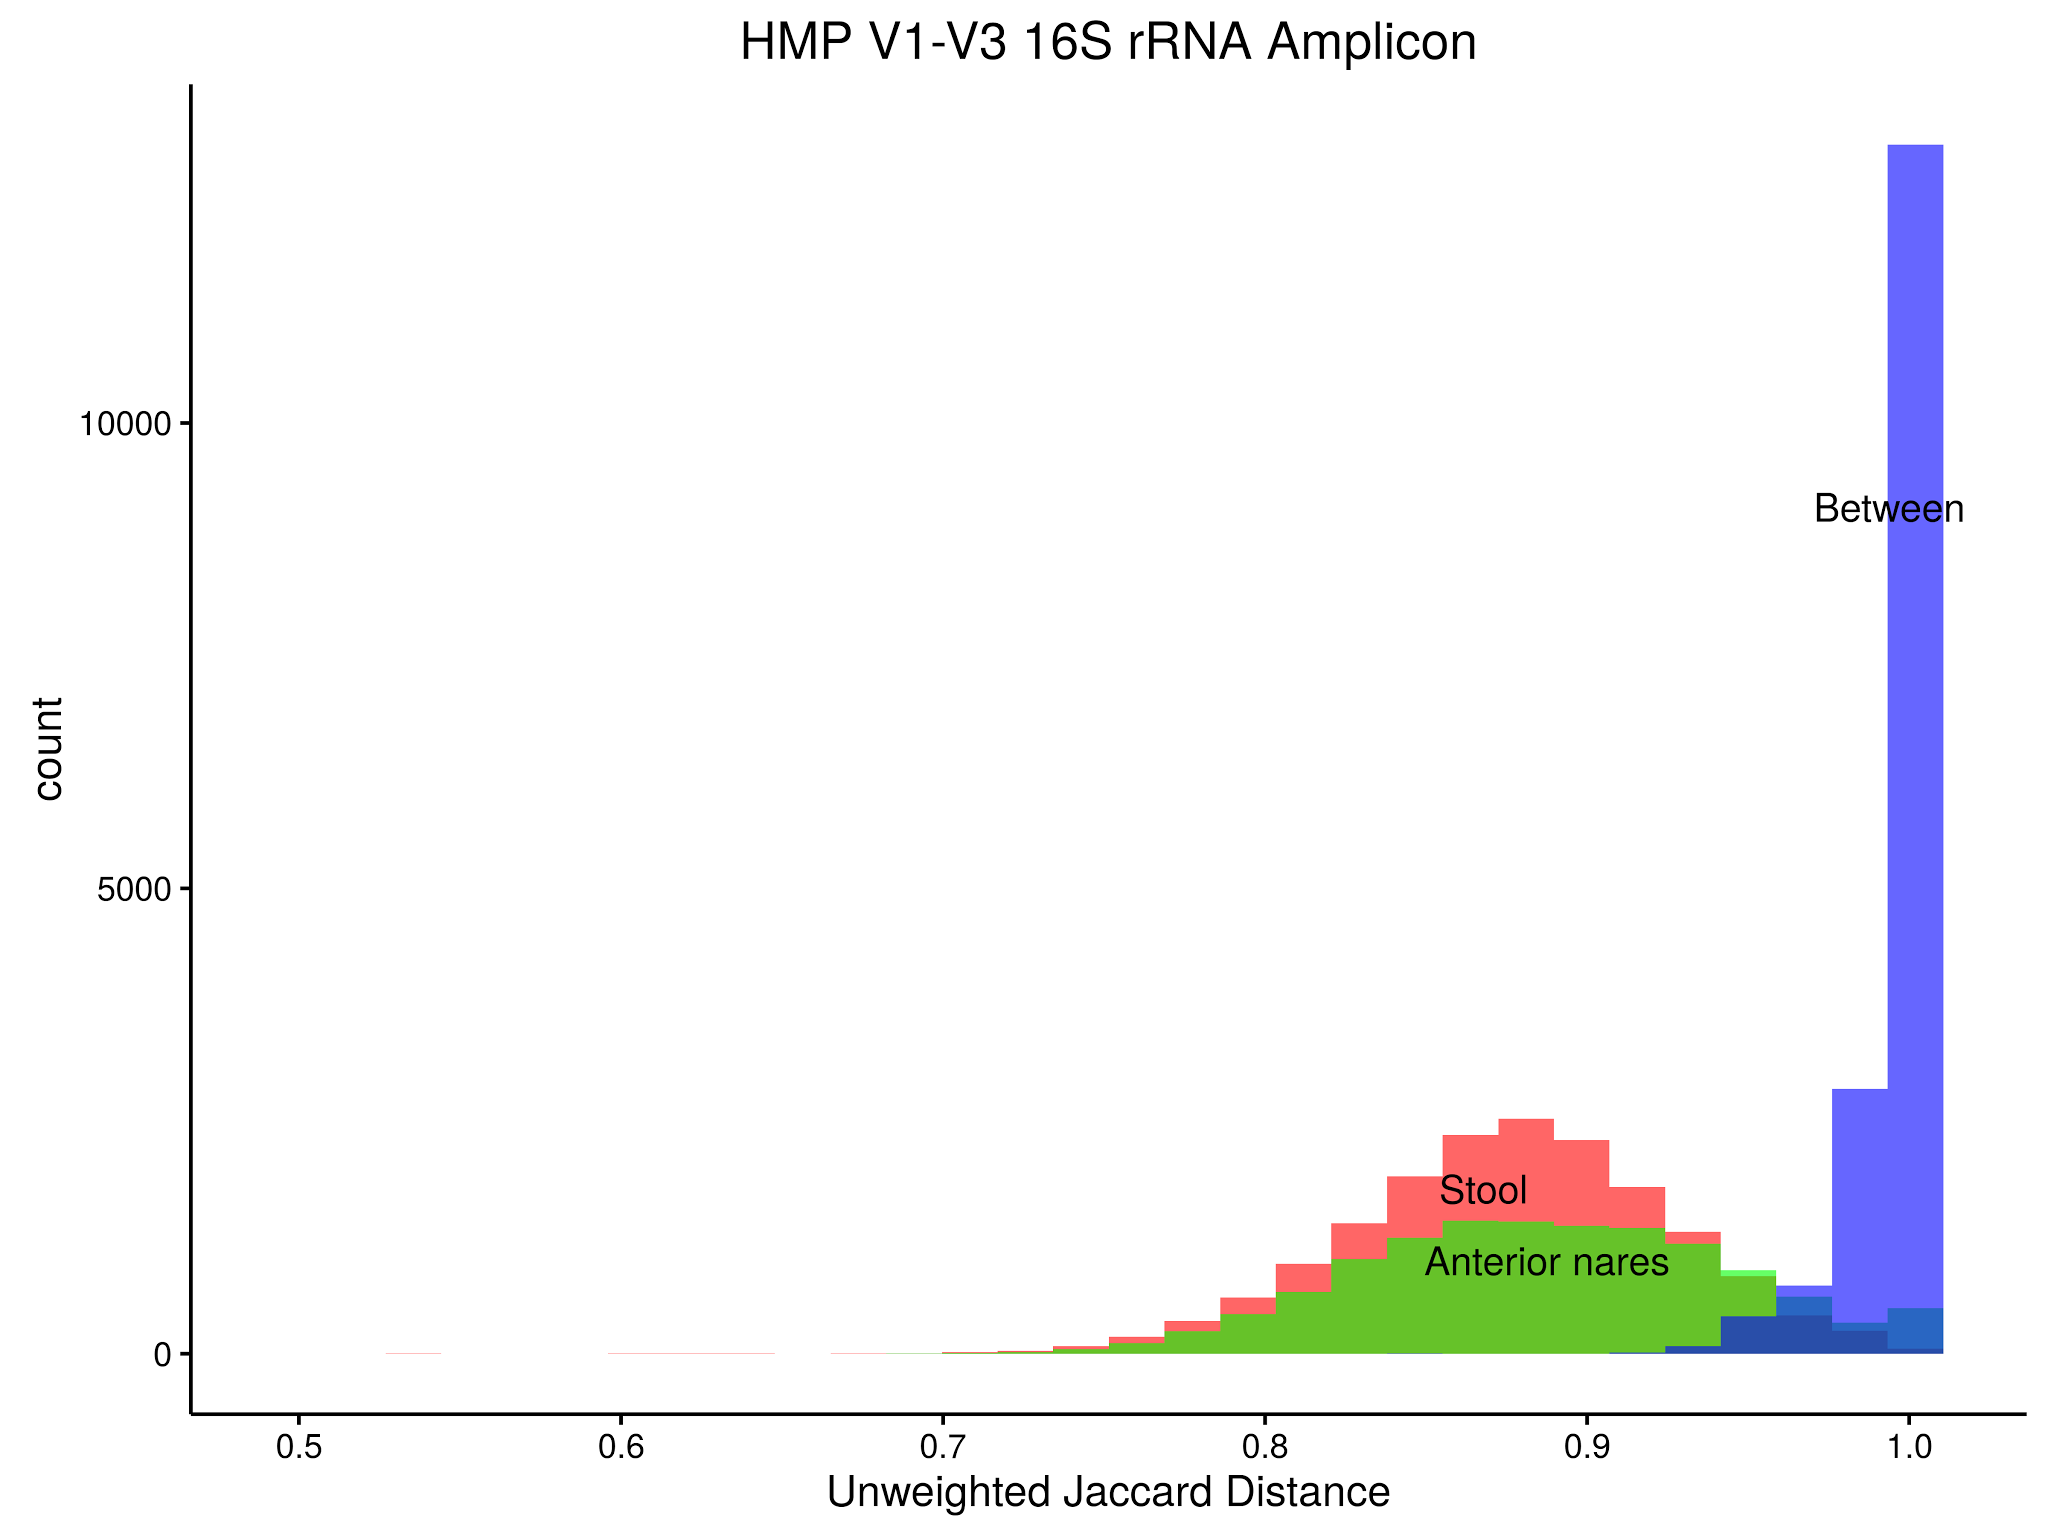 HMP V1-V3 16S rRNA Amplicon
10000
5000
0
count
Between
Stool
Anterior nares
0.5 0.6 0.7 0.8 0.9 1.0
Unweighted Jaccard Distance